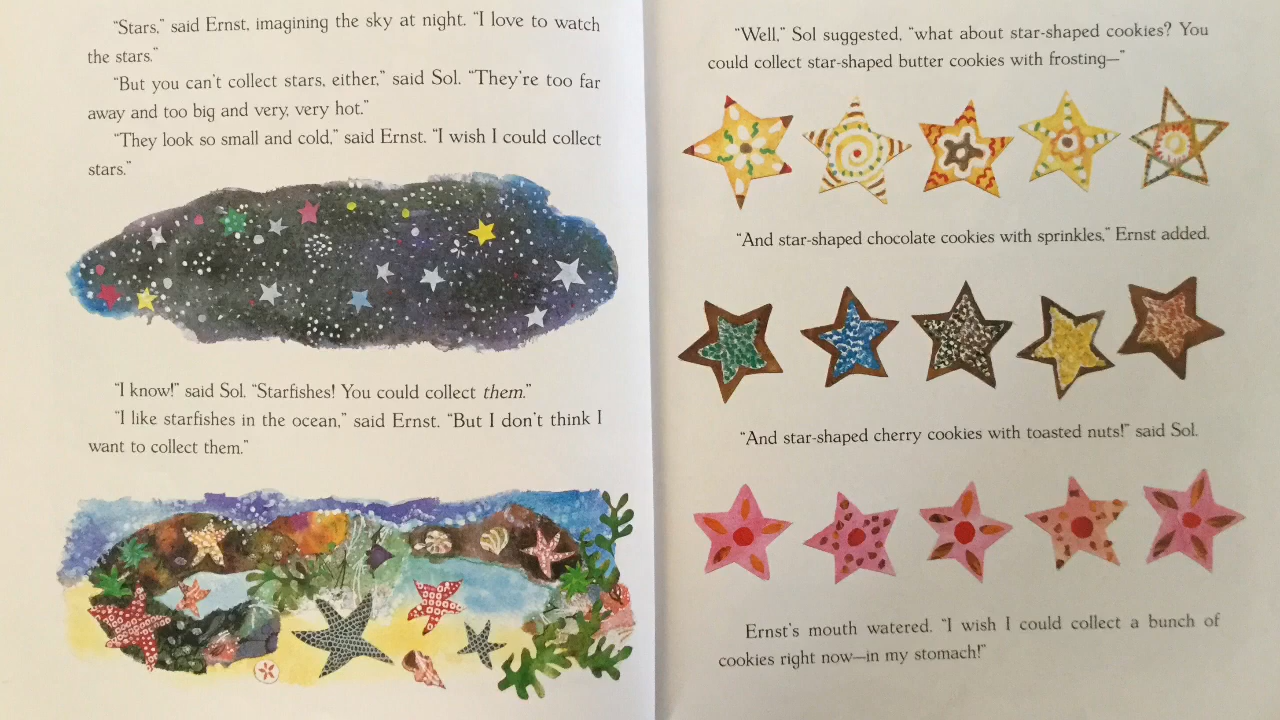 “Stars,” said Ernst, imagining the sky at night. “I love to watch
the stars.”
“But you can't collect stars, either,” said Sol. “They're too far
away and too big and very, very hot.”
“They look so small and cold,” said Ernst. “I wish I could collect
stars.”
“I know!” said Sol. “Starfishes! You could collect them.”
“I like starfishes in the ocean,” said Ernst. “But I don't think I
want to collect them.”
“Well,” Sol suggested, “what about star-shaped cookies? You
could collect star-shaped butter cookies with frosting—”
“And star-shaped chocolate cookies with sprinkles,” Ernst added.
“And star-shaped cherry cookies with toasted nuts!” said Sol.
Ernst's mouth watered. “I wish I could collect a bunch of
cookies right now—in my stomach!”